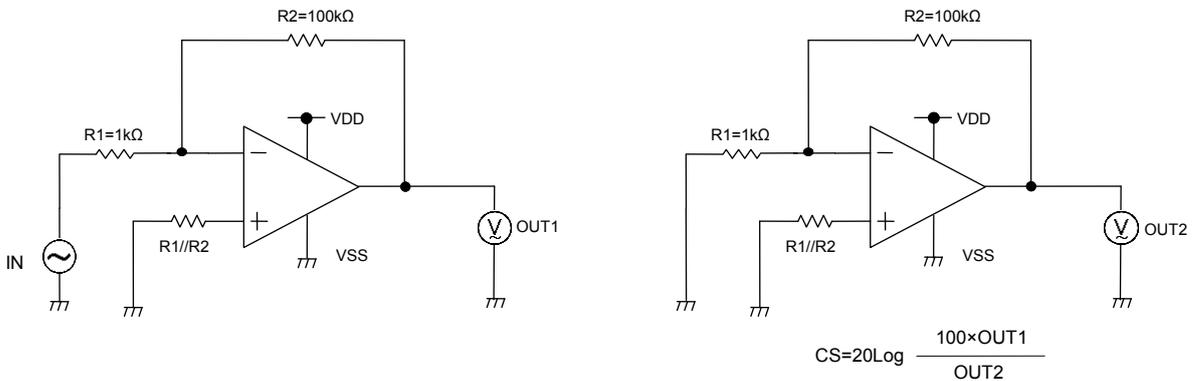 R2=100kΩ
VDD
R1=1kΩ
R1//R2
OUT1
VSS
IN
R2=100kΩ
VDD
R1=1kΩ
R1//R2
OUT2
VSS
CS=20Log 100×OUT1
OUT2